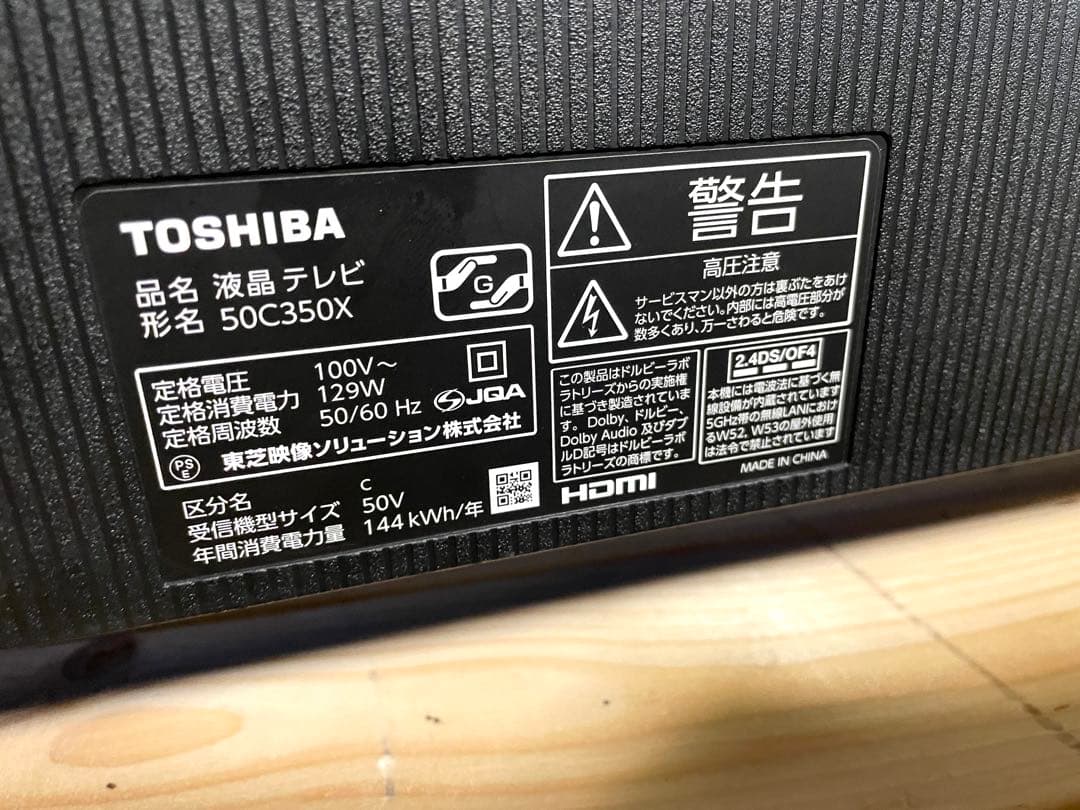 TOSHIBA
品名 液晶テレビ
形名 50C350X
G
定格電圧 100V～
定格消費電力 129W
定格周波数 50/60 Hz
JQA
PS
E
東芝映像ソリューション株式会社
区分名 C
受信機型サイズ 50V
年間消費電力量 144kWh/年
警告
高圧注意
サービスマン以外の方は裏ぶたをあけ
ないでください。内部には高電圧部分が
数多くあり、万一さわると危険です。
この製品はドルビーラボ
ラトリーズからの実施権
に基づき製造されていま
す。Dolby、ドルビー、
Dolby Audio 及びダブ
ルD記号はドルビーラボ
ラトリーズの商標です。
2.4DS/OF4
本機には電波法に基づく無
線設備が内蔵されています
5GHz帯の無線LANにおけ
るW52、W53の屋外使用
は法令で禁止されています
HDMI
MADE IN CHINA